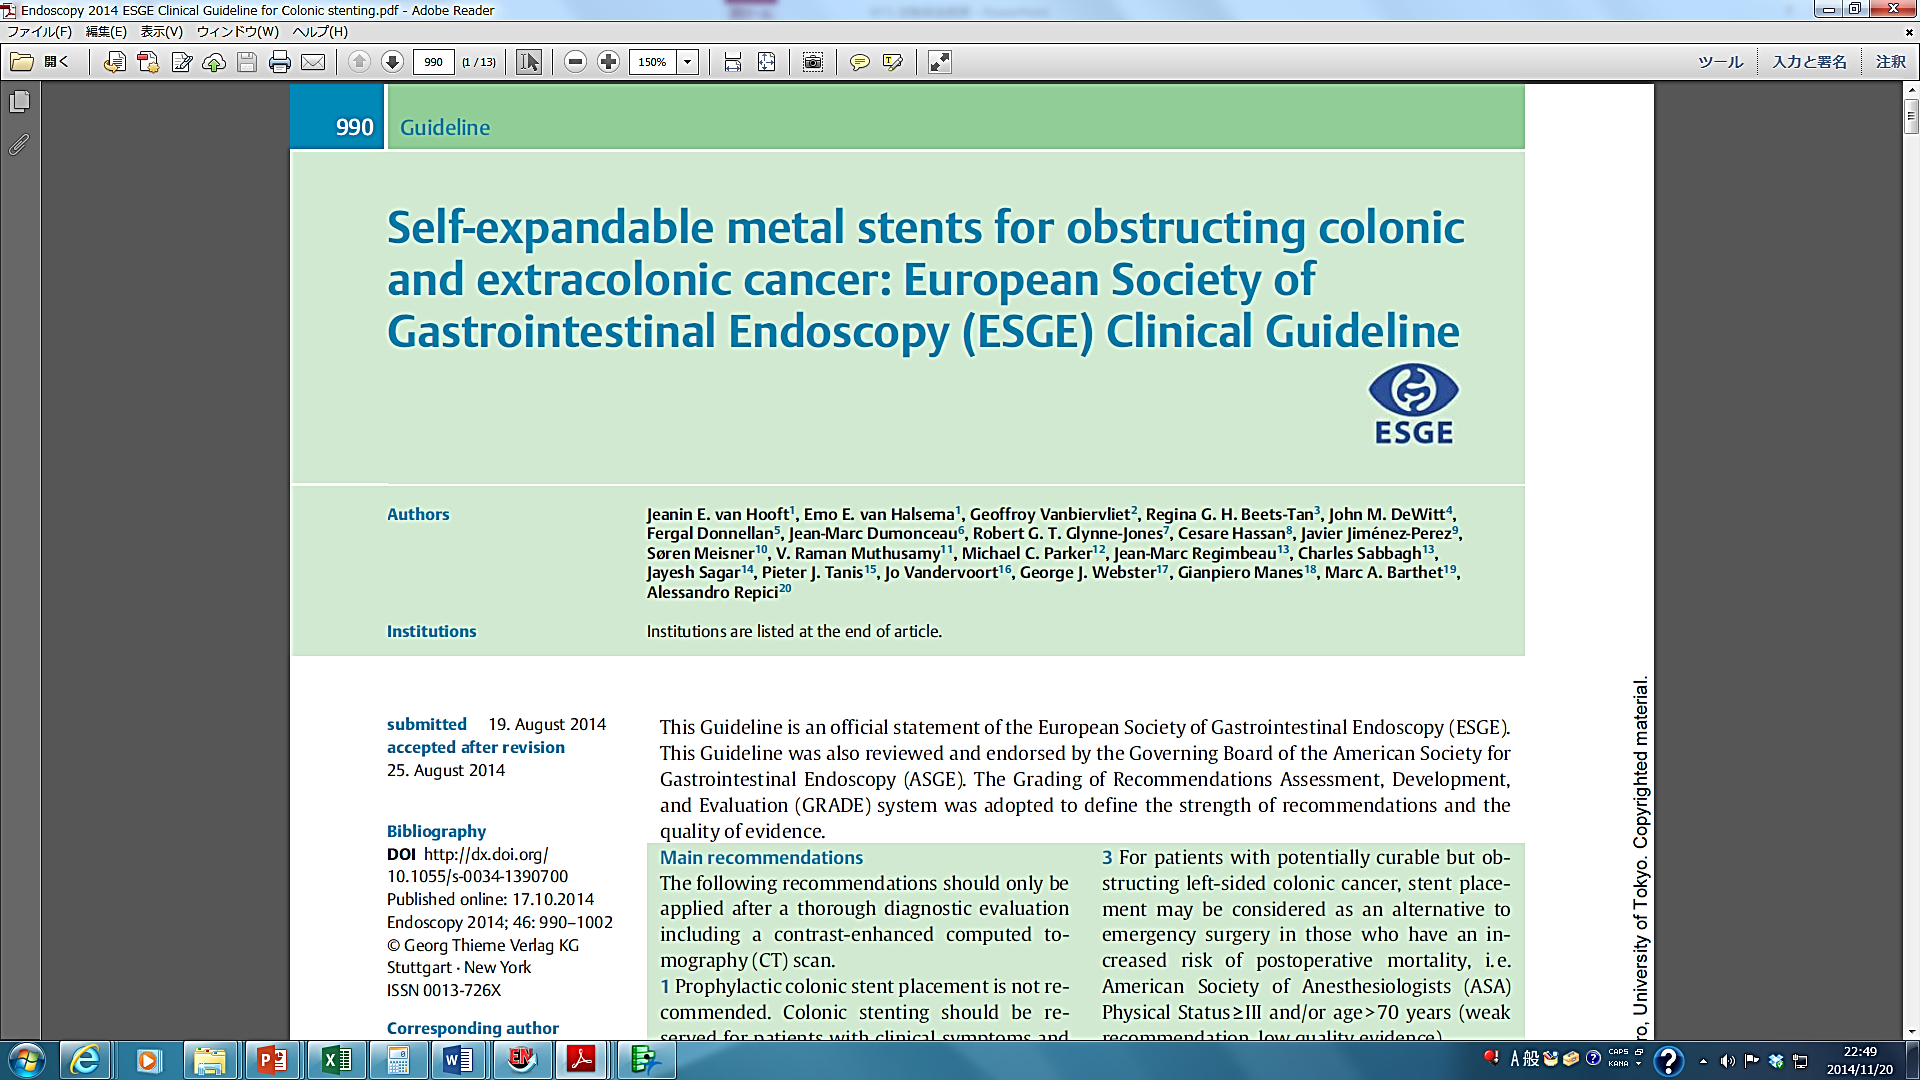 Endoscopy 2014 ESGE Clinical Guideline for Colonic stenting.pdf - Adobe Reader
ファイル(F) 編集(E) 表示(V) ウィンドウ(W) ヘルプ(H)
開く 990 (1 / 13) 150% ツール 入力と署名 注釈
990 Guideline
Self-expandable metal stents for obstructing colonic
and extracolonic cancer: European Society of
Gastrointestinal Endoscopy (ESGE) Clinical Guideline
ESGE
Authors
Jeanin E. van Hooft1, Emo E. van Halsema1, Geoffroy Vanbiervliet2, Regina G. H. Beets-Tan3, John M. DeWitt4,
Fergal Donnellan5, Jean-Marc Dumonceau6, Robert G. T. Glynne-Jones7, Cesare Hassan8, Javier Jiménez-Perez9,
Søren Meisner10, V. Raman Muthusamy11, Michael C. Parker12, Jean-Marc Regimbeau13, Charles Sabbagh13,
Jayesh Sagar14, Pieter J. Tanis15, Jo Vandervoort16, George J. Webster17, Gianpiero Manes18, Marc A. Barthet19,
Alessandro Repici20
Institutions
Institutions are listed at the end of article.
submitted 19. August 2014
accepted after revision
25. August 2014
Bibliography
DOI http://dx.doi.org/
10.1055/s-0034-1390700
Published online: 17.10.2014
Endoscopy 2014; 46: 990–1002
© Georg Thieme Verlag KG
Stuttgart · New York
ISSN 0013-726X
Corresponding author
This Guideline is an official statement of the European Society of Gastrointestinal Endoscopy (ESGE).
This Guideline was also reviewed and endorsed by the Governing Board of the American Society for
Gastrointestinal Endoscopy (ASGE). The Grading of Recommendations Assessment, Development,
and Evaluation (GRADE) system was adopted to define the strength of recommendations and the
quality of evidence.
Main recommendations
The following recommendations should only be
applied after a thorough diagnostic evaluation
including a contrast-enhanced computed to-
mography (CT) scan.
1 Prophylactic colonic stent placement is not re-
commended. Colonic stenting should be re-
served for patients with clinical symptoms and
3 For patients with potentially curable but ob-
structing left-sided colonic cancer, stent place-
ment may be considered as an alternative to
emergency surgery in those who have an in-
creased risk of postoperative mortality, i.e.
American Society of Anesthesiologists (ASA)
Physical Status≥III and/or age>70 years (weak
recommendation, low quality evidence).
ro, University of Tokyo. Copyrighted material.
A 般 CAPS KANA
22:49
2014/11/20